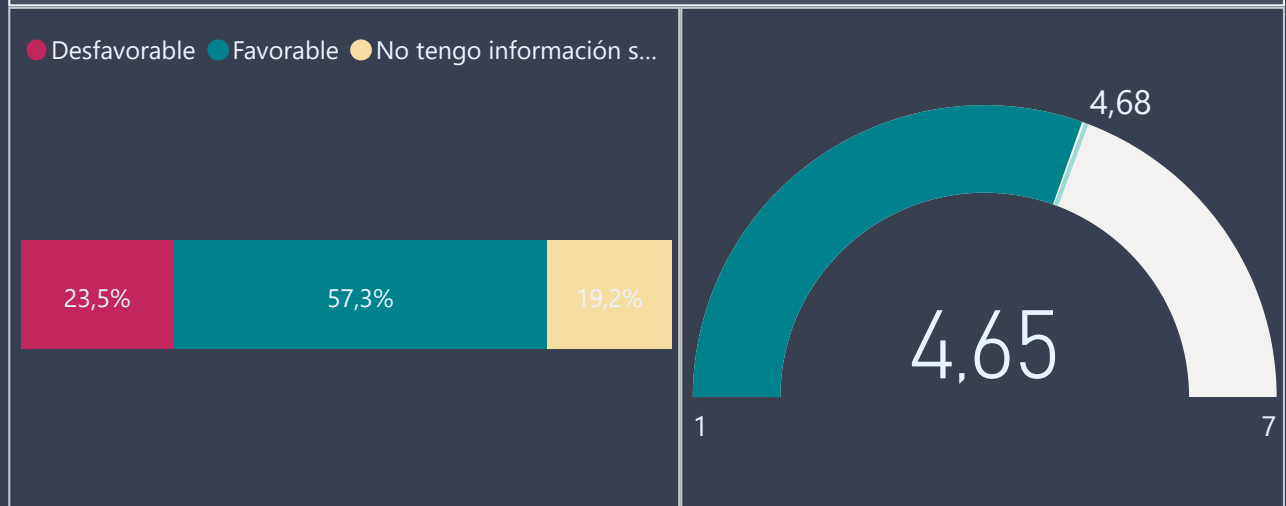 Desfavorable Favorable No tengo información s...
23,5% 57,3% 19,2%
4,68
4,65
1 7